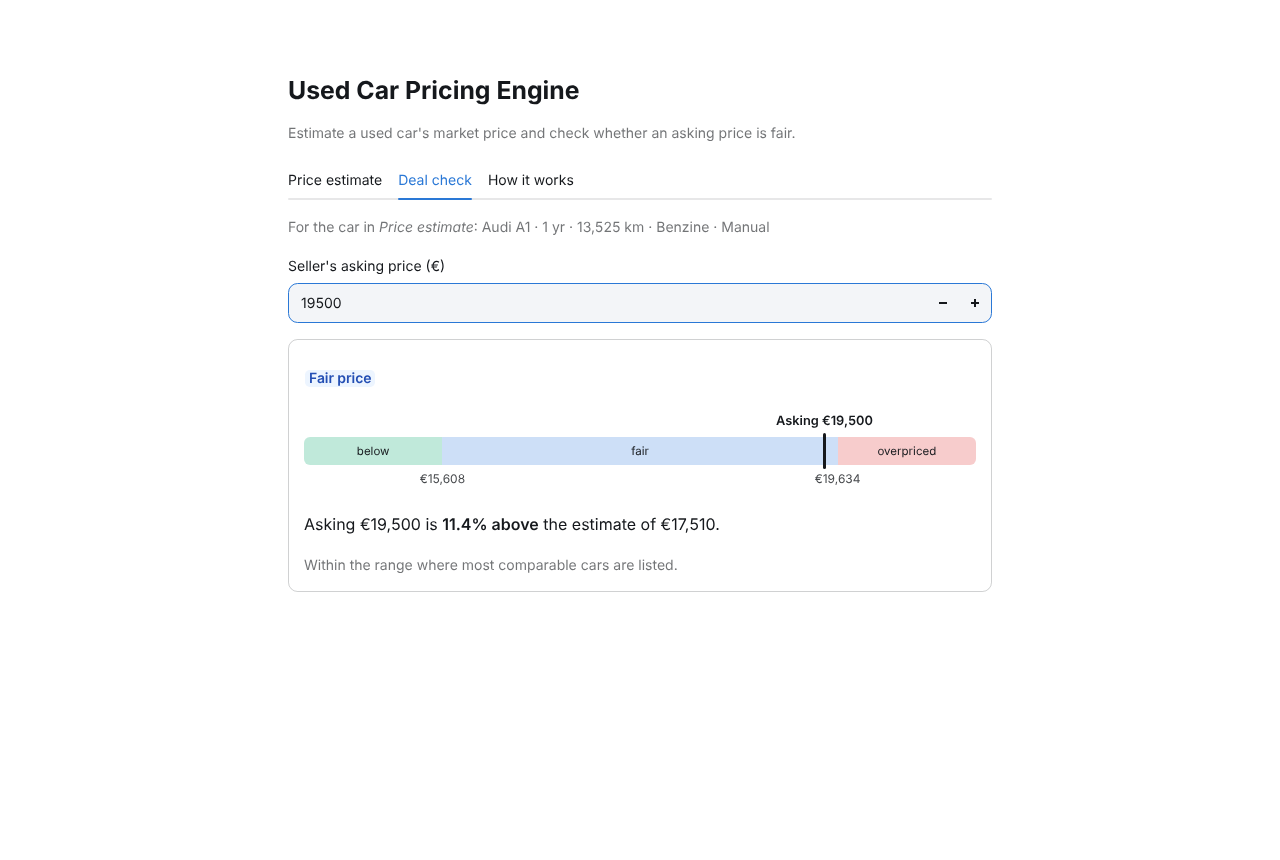 Used Car Pricing Engine
Estimate a used car's market price and check whether an asking price is fair.
Price estimate Deal check How it works
For the car in Price estimate: Audi A1 · 1 yr · 13,525 km · Benzine · Manual
Seller's asking price (€)
19500
Fair price
Asking €19,500
below fair overpriced
€15,608 €19,634
Asking €19,500 is 11.4% above the estimate of €17,510.
Within the range where most comparable cars are listed.